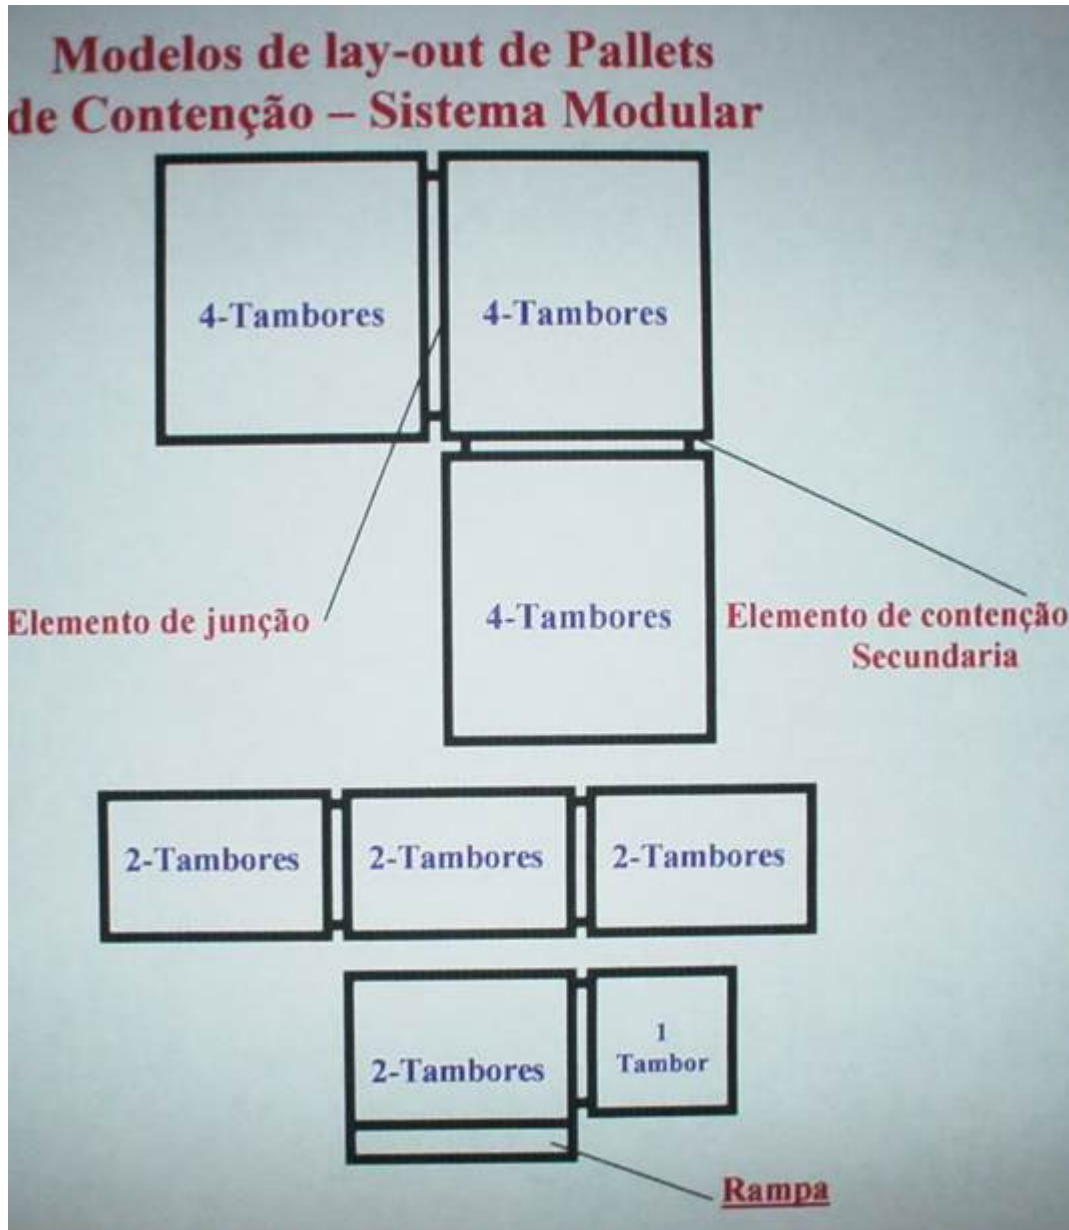 Modelos de lay-out de Pallets
de Contenção – Sistema Modular
4-Tambores
4-Tambores
Elemento de junção
4-Tambores
Elemento de contenção
Secundaria
2-Tambores
2-Tambores
2-Tambores
2-Tambores
1
Tambor
Rampa